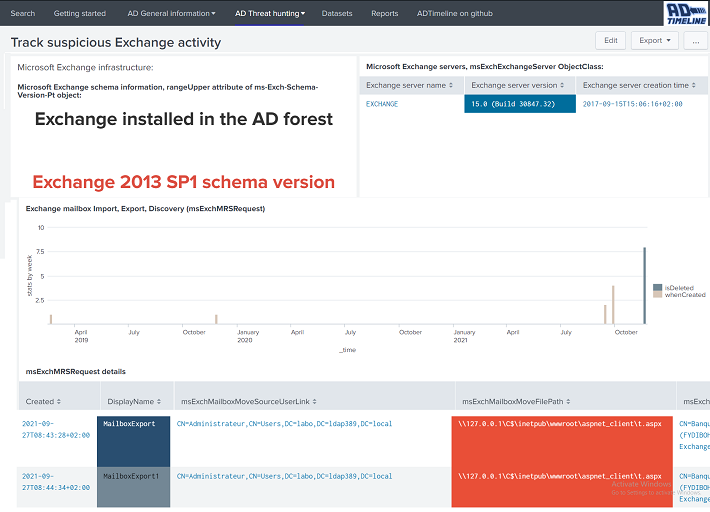 Search Getting started AD General information AD Threat hunting Datasets Reports ADTimeline on github
AD
TIMELINE
Track suspicious Exchange activity
Edit Export ...
Microsoft Exchange infrastructure:
Microsoft Exchange schema information, rangeUpper attribute of ms-Exch-Schema-
Version-Pt object:
Exchange installed in the AD forest
Exchange 2013 SP1 schema version
Microsoft Exchange servers, msExchExchangeServer ObjectClass:
Exchange server name Exchange server version Exchange server creation time
EXCHANGE 15.0 (Build 30847.32) 2017-09-15T15:06:16+02:00
Exchange mailbox Import, Export, Discovery (msExchMRSRequest)
10
7.5
5
2.5
stats by week
April
2019
July
October
January
2020
April
July
October
January
2021
April
July
October
_time
isDeleted
whenCreated
msExchMRSRequest details
Created DisplayName msExchMailboxMoveSourceUserLink msExchMailboxMoveFilePath msExch
2021-09-
27T08:43:28+02:00
MailboxExport
CN=Administrateur,CN=Users,DC=labo,DC=ldap389,DC=local
\\127.0.0.1\C$\inetpub\wwwroot\aspnet_client\t.aspx
CN=Banqu
(FYDIBOH
Exchange
2021-09-
27T08:44:34+02:00
MailboxExport1
CN=Administrateur,CN=Users,DC=labo,DC=ldap389,DC=local
\\127.0.0.1\C$\inetpub\wwwroot\aspnet_client\t.aspx
CN=Banqu
(FYDIBOH
Exchange
Activate Windows
Go to Settings to activate Windows.